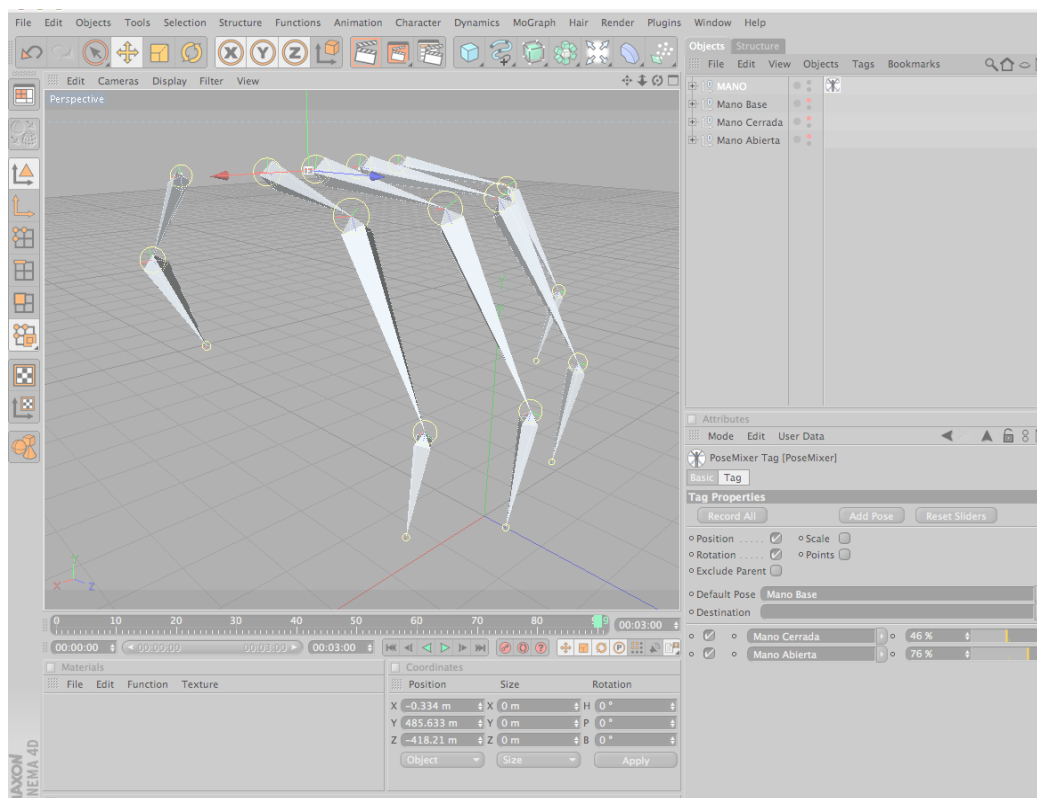 File Edit Objects Tools Selection Structure Functions Animation Character Dynamics MoGraph Hair Render Plugins Window Help
Objects Structure
File Edit View Objects Tags Bookmarks
Edit Cameras Display Filter View
Perspective
MANO
Mano Base
Mano Cerrada
Mano Abierta
Y
X Z
Attributes
Mode Edit User Data
PoseMixer Tag [PoseMixer]
Basic Tag
Tag Properties
Record All Add Pose Reset Sliders
Position ..... Scale
Rotation ..... Points
Exclude Parent
Default Pose Mano Base
Destination
Mano Cerrada 46 %
Mano Abierta 76 %
0 10 20 30 40 50 60 70 80 00:03:00
00:00:00 00:00:00 00:03:00 00:03:00
Materials
File Edit Function Texture
Coordinates
Position Size Rotation
X -0.334 m X 0 m H 0 °
Y 485.633 m Y 0 m P 0 °
Z -418.21 m Z 0 m B 0 °
Object Size Apply
MAXON
NEMA 4D